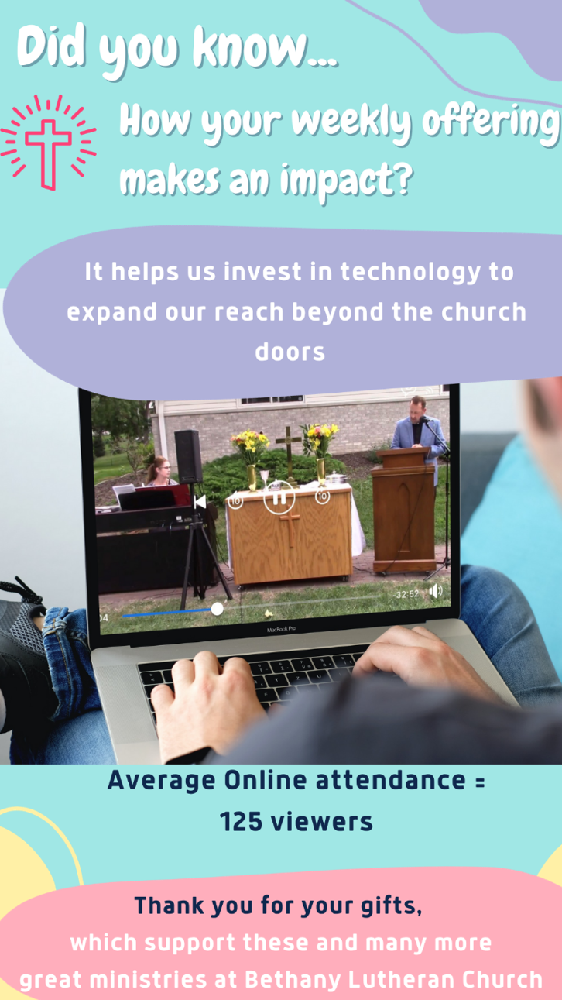 Did you know...
How your weekly offering
makes an impact?
It helps us invest in technology to
expand our reach beyond the church
doors
10
10
-32:52
04
MacBook Pro
Average Online attendance =
125 viewers
Thank you for your gifts,
which support these and many more
great ministries at Bethany Lutheran Church